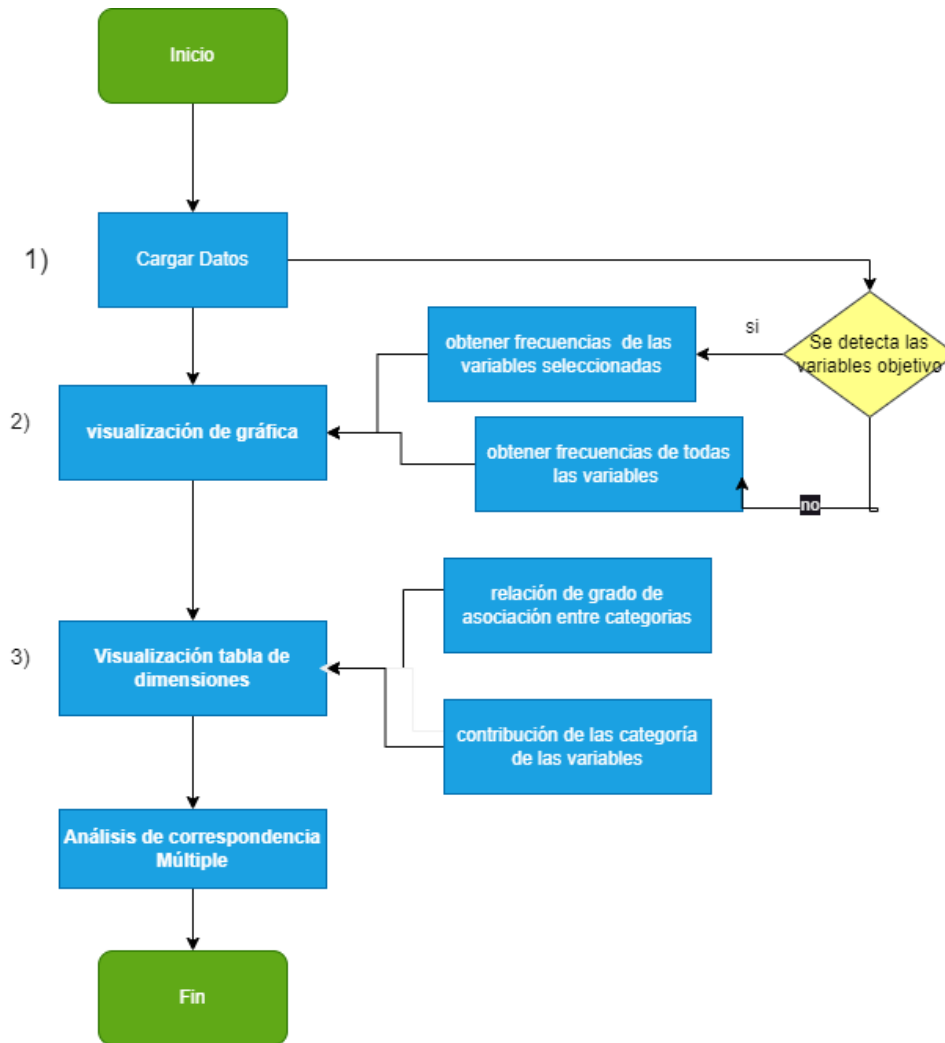 Inicio
1)
Cargar Datos
Se detecta las
variables objetivo
si
obtener frecuencias de las
variables seleccionadas
2)
visualización de gráfica
obtener frecuencias de todas
las variables
no
relación de grado de
asociación entre categorias
3)
Visualización tabla de
dimensiones
contribución de las categoría
de las variables
Análisis de correspondencia
Múltiple
Fin